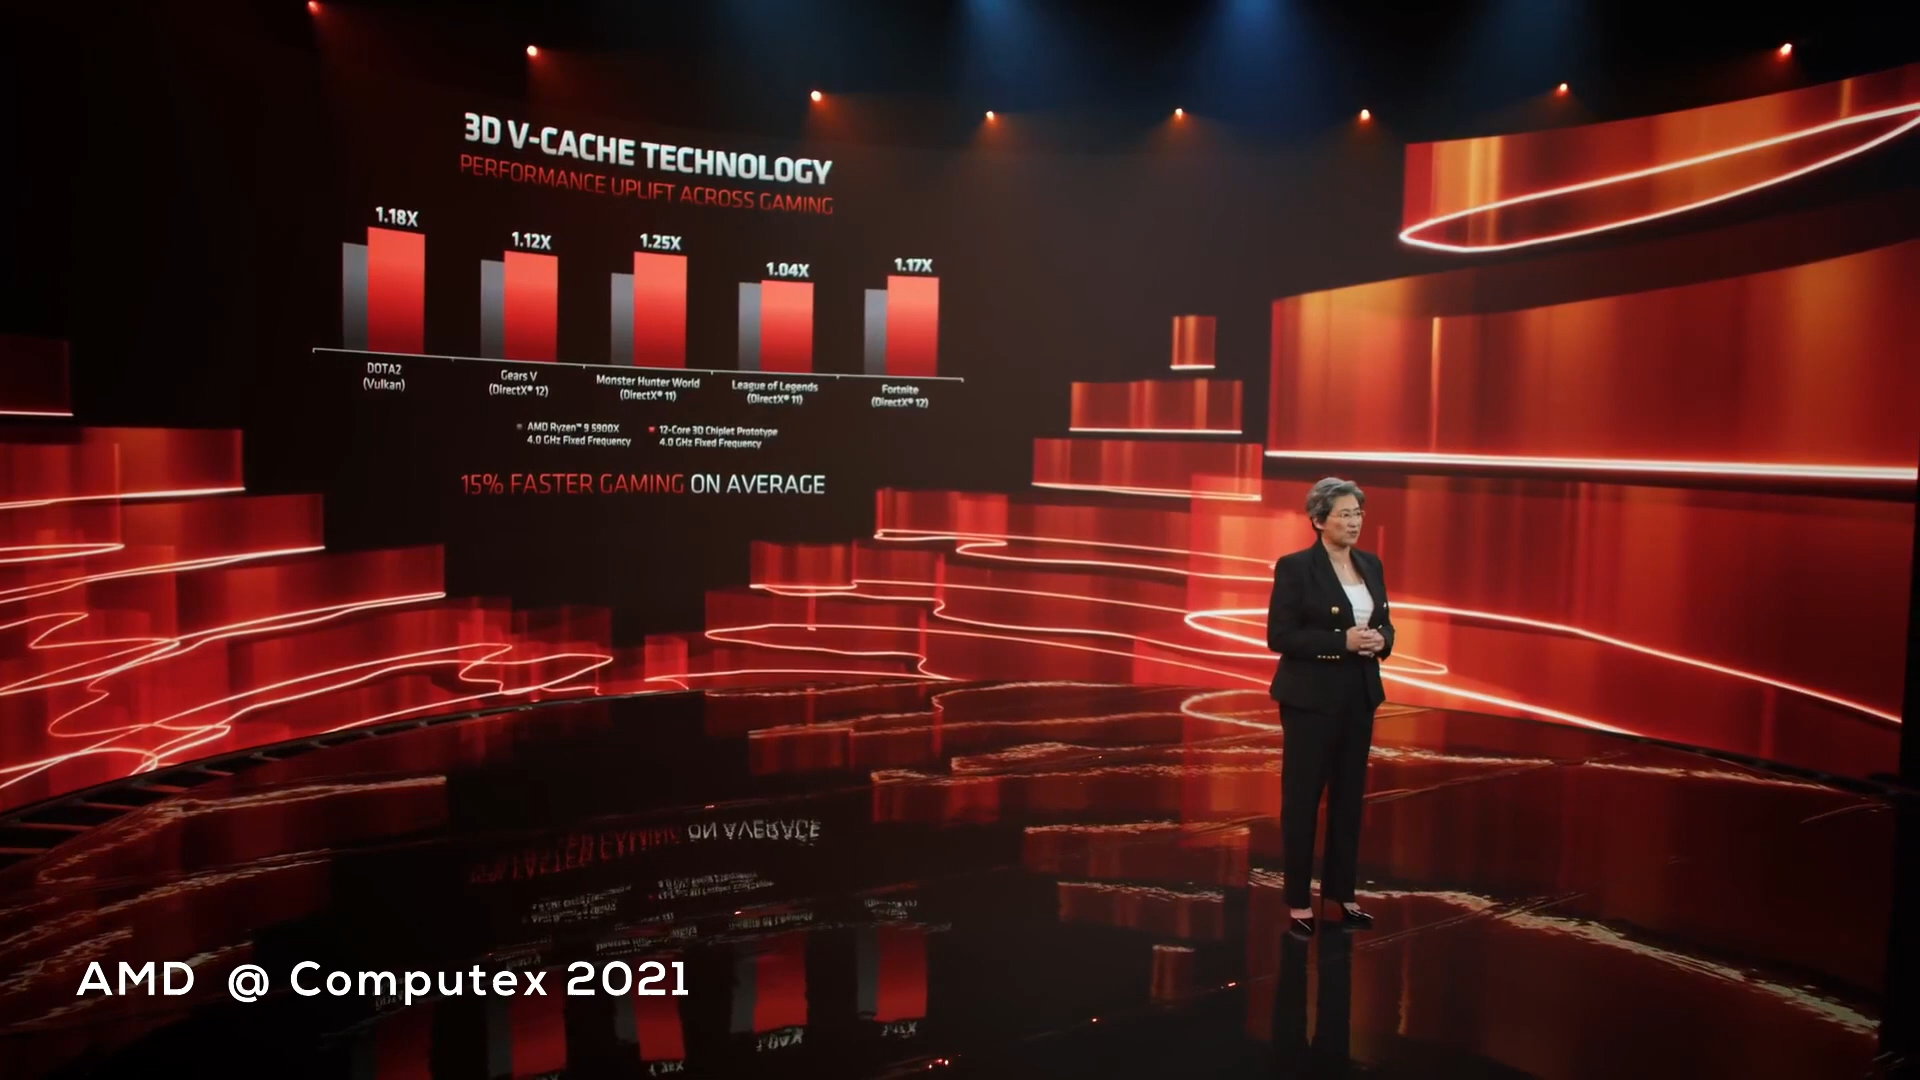 3D V-CACHE TECHNOLOGY
PERFORMANCE UPLIFT ACROSS GAMING
1.18X
1.12X
1.25X
1.04X
1.17X
DOTA2
(Vulkan)
Gears V
(DirectX® 12)
Monster Hunter World
(DirectX® 11)
League of Legends
(DirectX® 11)
Fortnite
(DirectX® 12)
AMD Ryzen™ 9 5900X
4.0 GHz Fixed Frequency
12-Core 3D Chiplet Prototype
4.0 GHz Fixed Frequency
15% FASTER GAMING ON AVERAGE
AMD @ Computex 2021